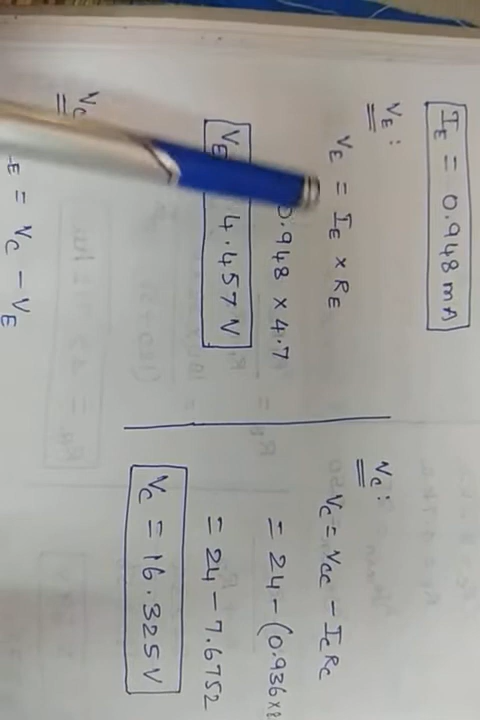 I_E = 0.948 mA
V_E :
V_E = I_E × R_E
0.948 × 4.7
V_E 4.457 V
V_C
E = V_C - V_E
V_C :
V_C = V_CC - I_C R_C
= 24 - (0.936 ×
= 24 - 7.6752
V_C = 16.325 V